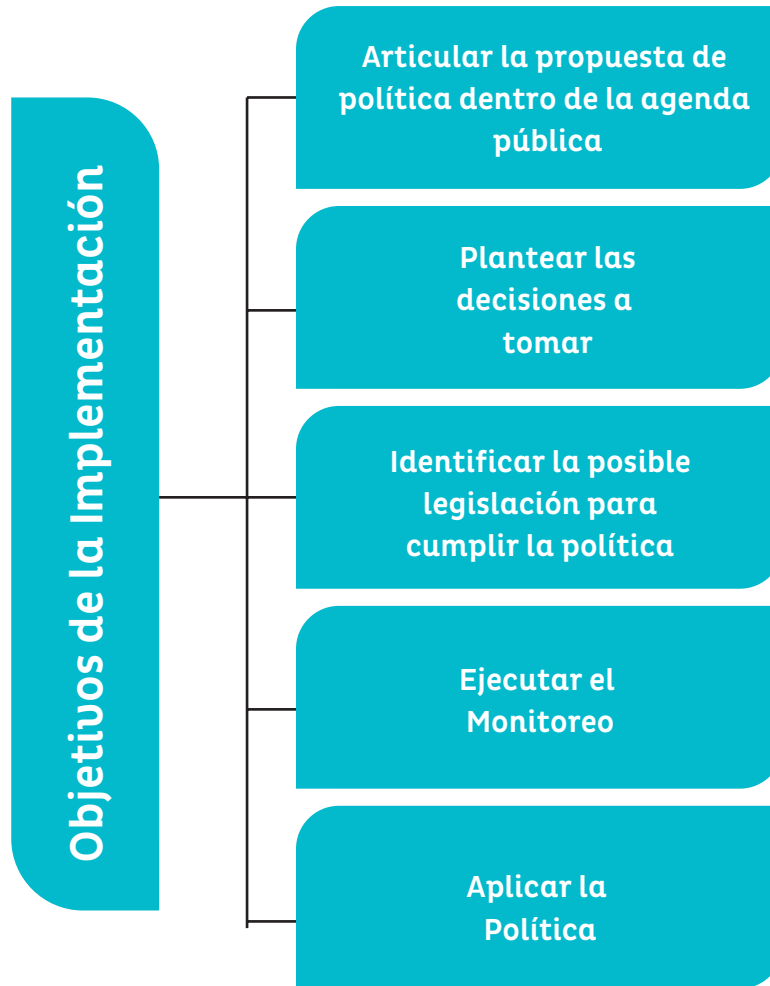 Objetivos de la Implementación
Articular la propuesta de
política dentro de la agenda
pública
Plantear las
decisiones a
tomar
Identificar la posible
legislación para
cumplir la política
Ejecutar el
Monitoreo
Aplicar la
Política